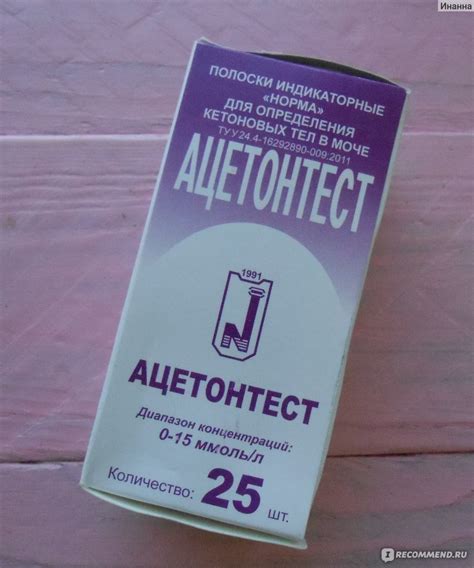 Инанна
ПОЛОСКИ ИНДИКАТОРНЫЕ
«НОРМА»
ДЛЯ ОПРЕДЕЛЕНИЯ
КЕТОНОВЫХ ТЕЛ В МОЧЕ
ТУ У 24.4-16292890-009:2011
АЦЕТОНТЕСТ
1991
N
АЦЕТОНТЕСТ
Диапазон концентраций:
0-15 ммоль/л
Количество: 25 шт.
I RECOMMEND.RU